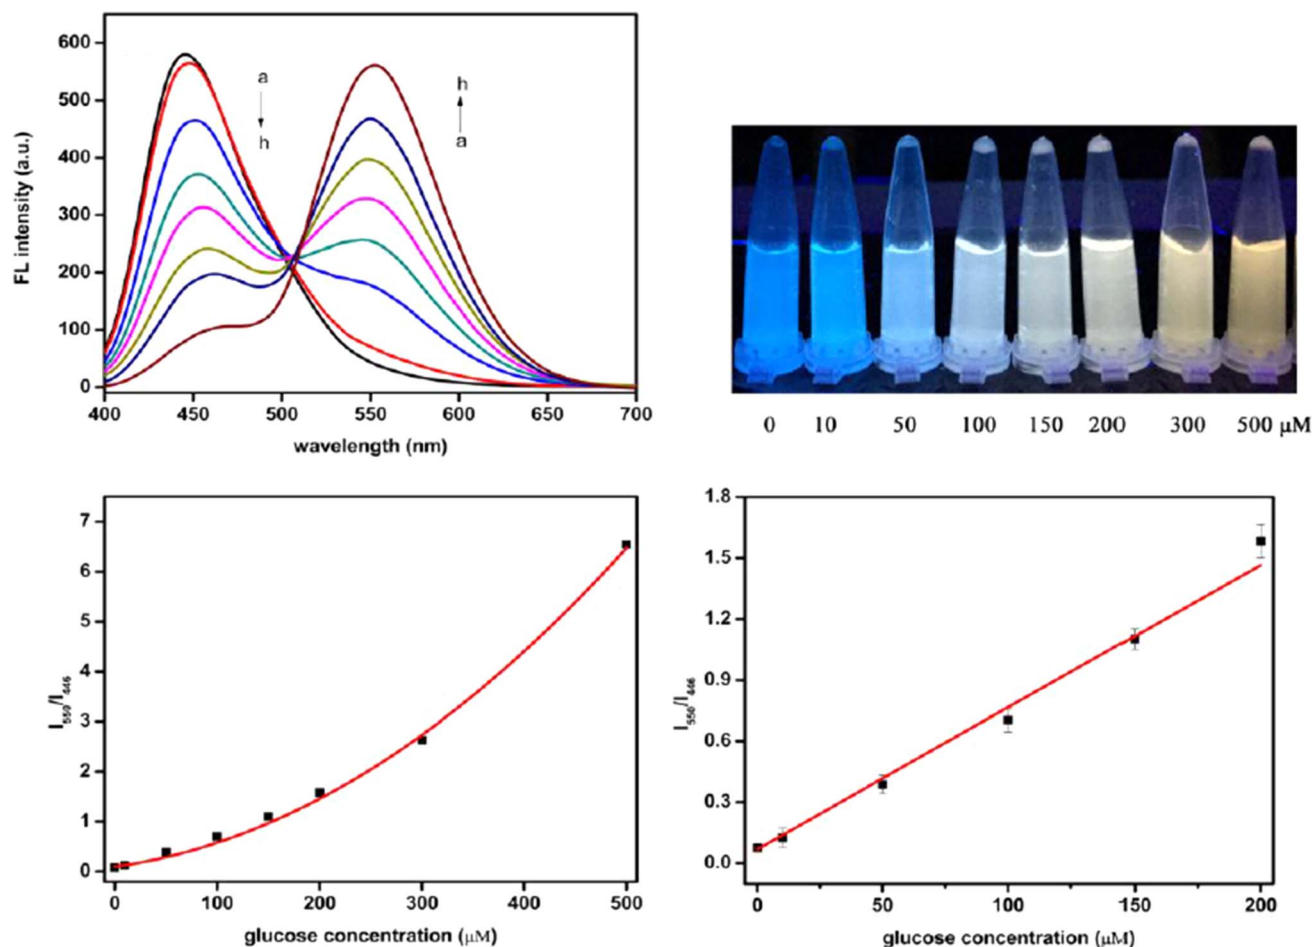 600
500
400
300
200
100
0
FL intensity (a.u.)
a
h
h
a
400 450 500 550 600 650 700
wavelength (nm)
0 10 50 100 150 200 300 500 μM
7
6
5
4
3
2
1
0
I550/I446
0 100 200 300 400 500
glucose concentration (μM)
1.8
1.5
1.2
0.9
0.6
0.3
0.0
I550/I446
0 50 100 150 200
glucose concentration (μM)